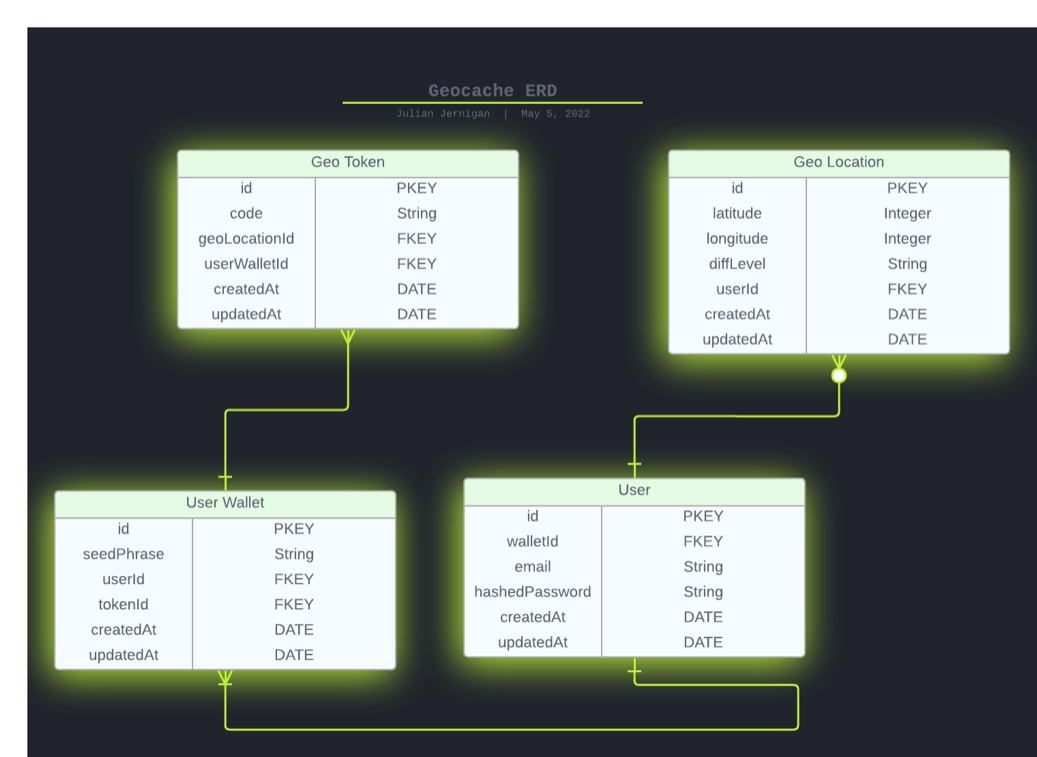 Geocache ERD
Julian Jernigan | May 5, 2022
Geo Token
id PKEY
code String
geoLocationId FKEY
userWalletId FKEY
createdAt DATE
updatedAt DATE
Geo Location
id PKEY
latitude Integer
longitude Integer
diffLevel String
userId FKEY
createdAt DATE
updatedAt DATE
User Wallet
id PKEY
seedPhrase String
userId FKEY
tokenId FKEY
createdAt DATE
updatedAt DATE
User
id PKEY
walletId FKEY
email String
hashedPassword String
createdAt DATE
updatedAt DATE